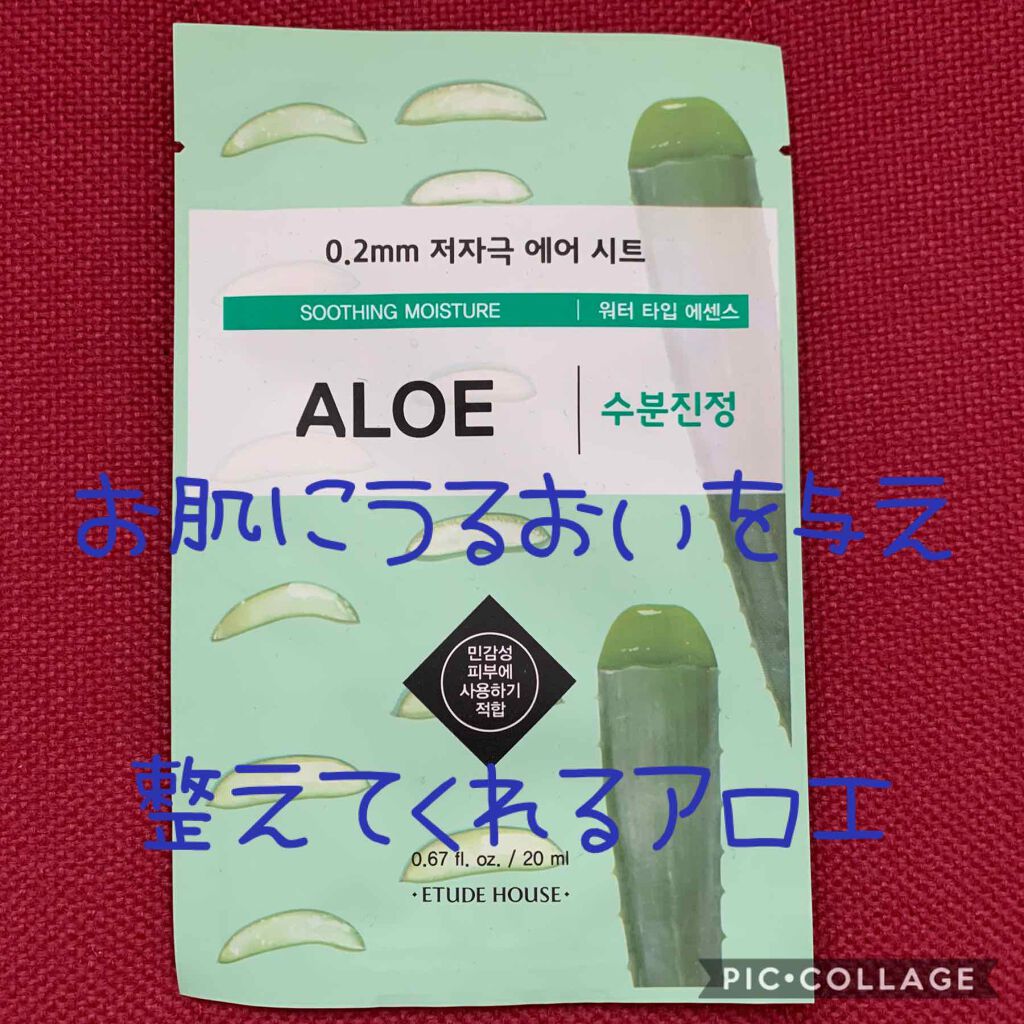 0.2mm 저자극 에어 시트
SOOTHING MOISTURE | 워터 타입 에센스
ALOE | 수분진정
お肌にうるおいを与え
민감성
피부에
사용하기
적합
整えてくれるアロエ
0.67 fl. oz. / 20 ml
·ETUDE HOUSE·
PIC•COLLAGE